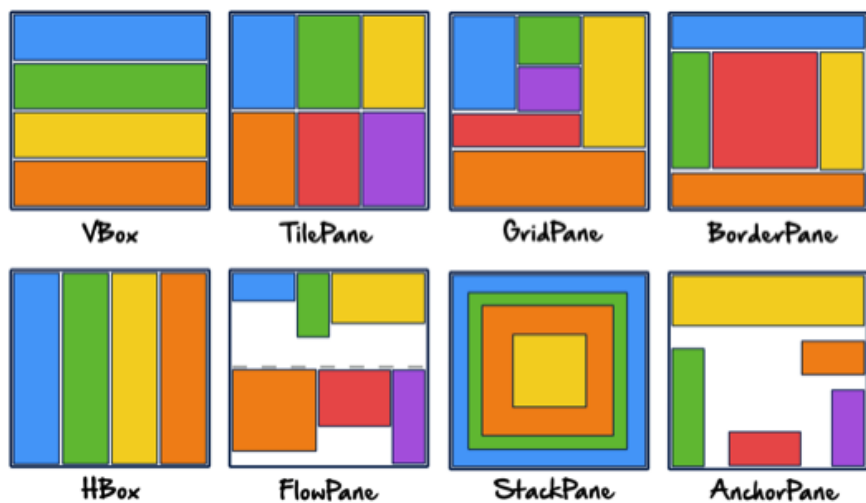 VBox
TilePane
GridPane
BorderPane
HBox
FlowPane
StackPane
AnchorPane